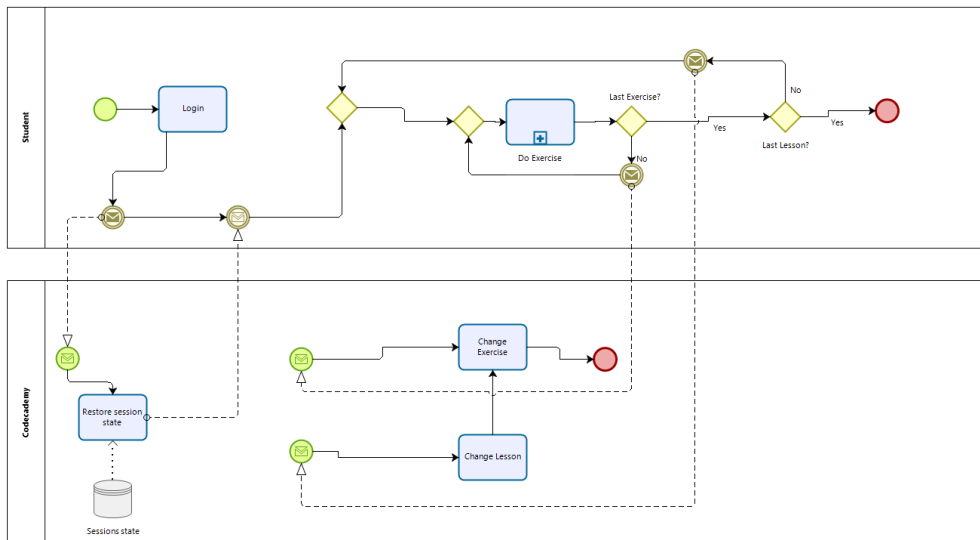 Student
Login
Do Exercise
Last Exercise?
Yes
No
No
Yes
Last Lesson?
Codecademy
Restore session
state
Sessions state
Change
Exercise
Change Lesson